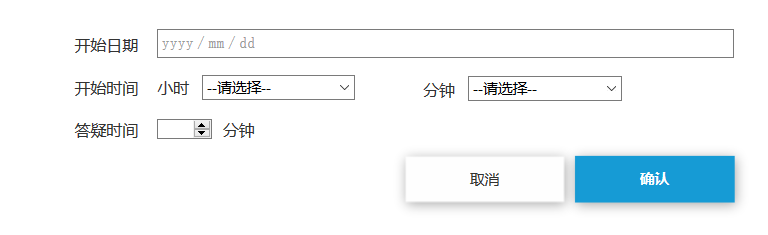 开始日期 yyyy / mm / dd
开始时间 小时 --请选择-- 分钟 --请选择--
答疑时间 分钟
取消 确认